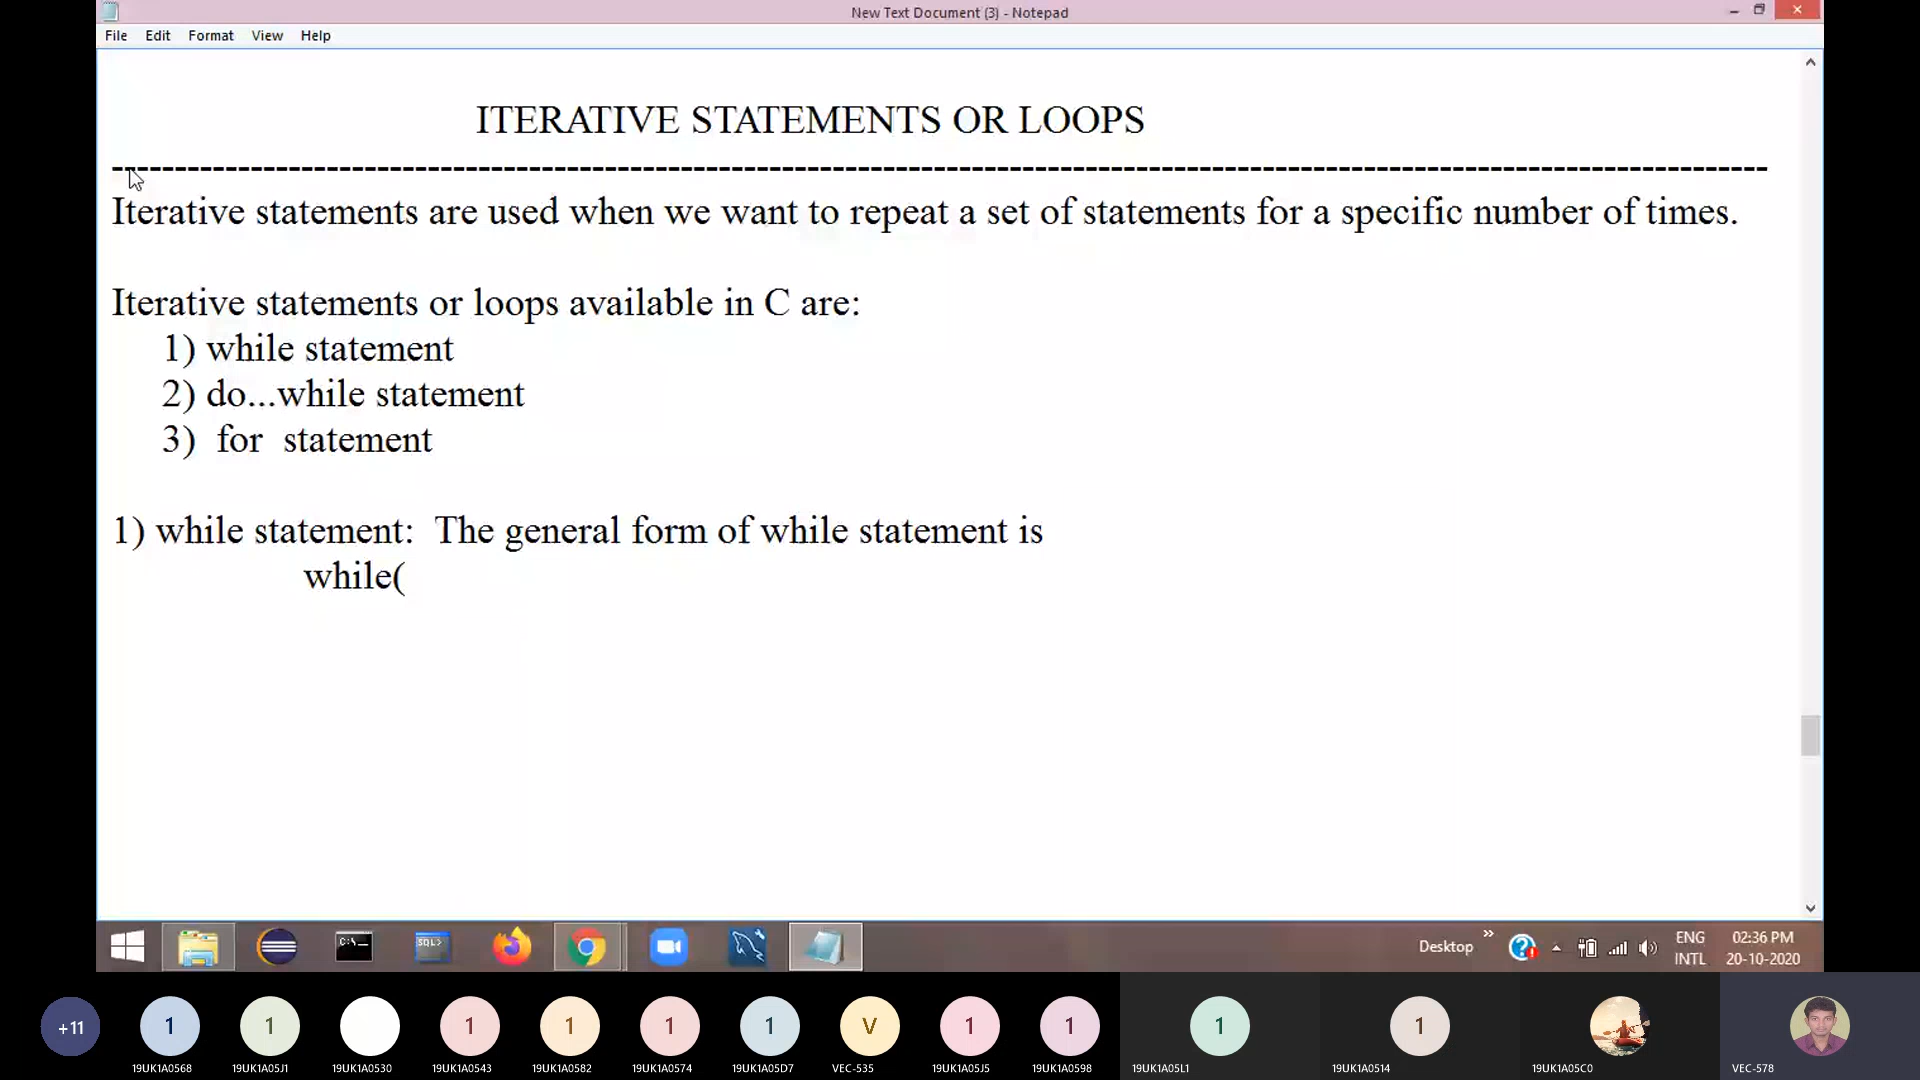 New Text Document (3) - Notepad
File Edit Format View Help
ITERATIVE STATEMENTS OR LOOPS
------------------------------------------------------------------------------------------------------------------------
Iterative statements are used when we want to repeat a set of statements for a specific number of times.
Iterative statements or loops available in C are:
1) while statement
2) do...while statement
3) for statement
1) while statement: The general form of while statement is
while(
C:\_
SQL>
Desktop
»
ENG
INTL
02:36 PM
20-10-2020
+11
1
1
1
1
1
1
V
1
1
1
1
19UK1A0568
19UK1A05J1
19UK1A0530
19UK1A0543
19UK1A0582
19UK1A0574
19UK1A05D7
VEC-535
19UK1A05J5
19UK1A0598
19UK1A05L1
19UK1A0514
19UK1A05C0
VEC-578